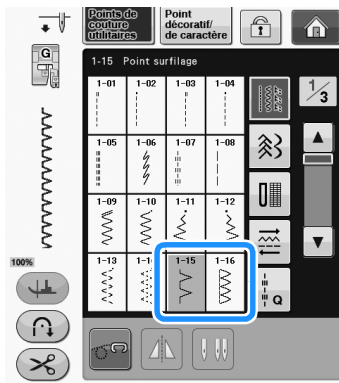 Points de
couture
utilitaires
Point
décoratif/
de caractère
G
1-15 Point surfilage
1-01 1-02 1-03 1-04
1/3
1-05 1-06 1-07 1-08
1-09 1-10 1-11 1-12
100%
1-13 1-1 1-15 1-16
Q